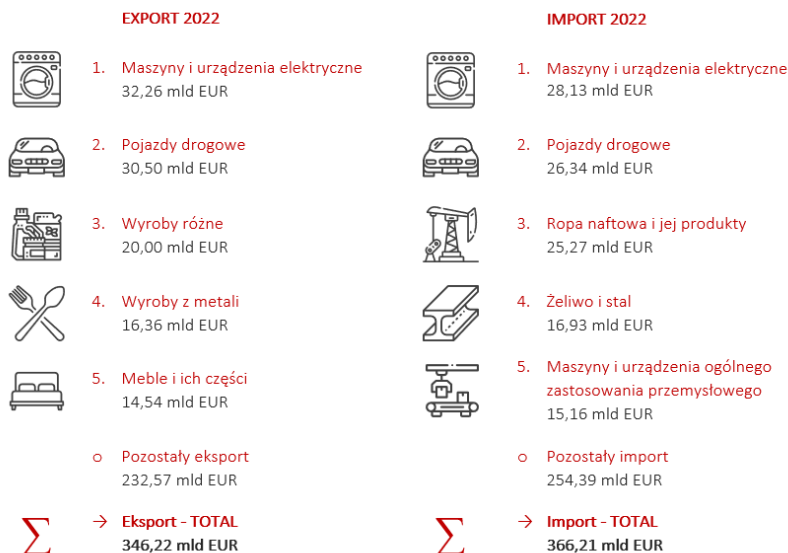 EXPORT 2022
1. Maszyny i urządzenia elektryczne
32,26 mld EUR
2. Pojazdy drogowe
30,50 mld EUR
3. Wyroby różne
20,00 mld EUR
4. Wyroby z metali
16,36 mld EUR
5. Meble i ich części
14,54 mld EUR
o Pozostały eksport
232,57 mld EUR
Σ → Eksport - TOTAL
346,22 mld EUR
IMPORT 2022
1. Maszyny i urządzenia elektryczne
28,13 mld EUR
2. Pojazdy drogowe
26,34 mld EUR
3. Ropa naftowa i jej produkty
25,27 mld EUR
4. Żeliwo i stal
16,93 mld EUR
5. Maszyny i urządzenia ogólnego
zastosowania przemysłowego
15,16 mld EUR
o Pozostały import
254,39 mld EUR
Σ → Import - TOTAL
366,21 mld EUR